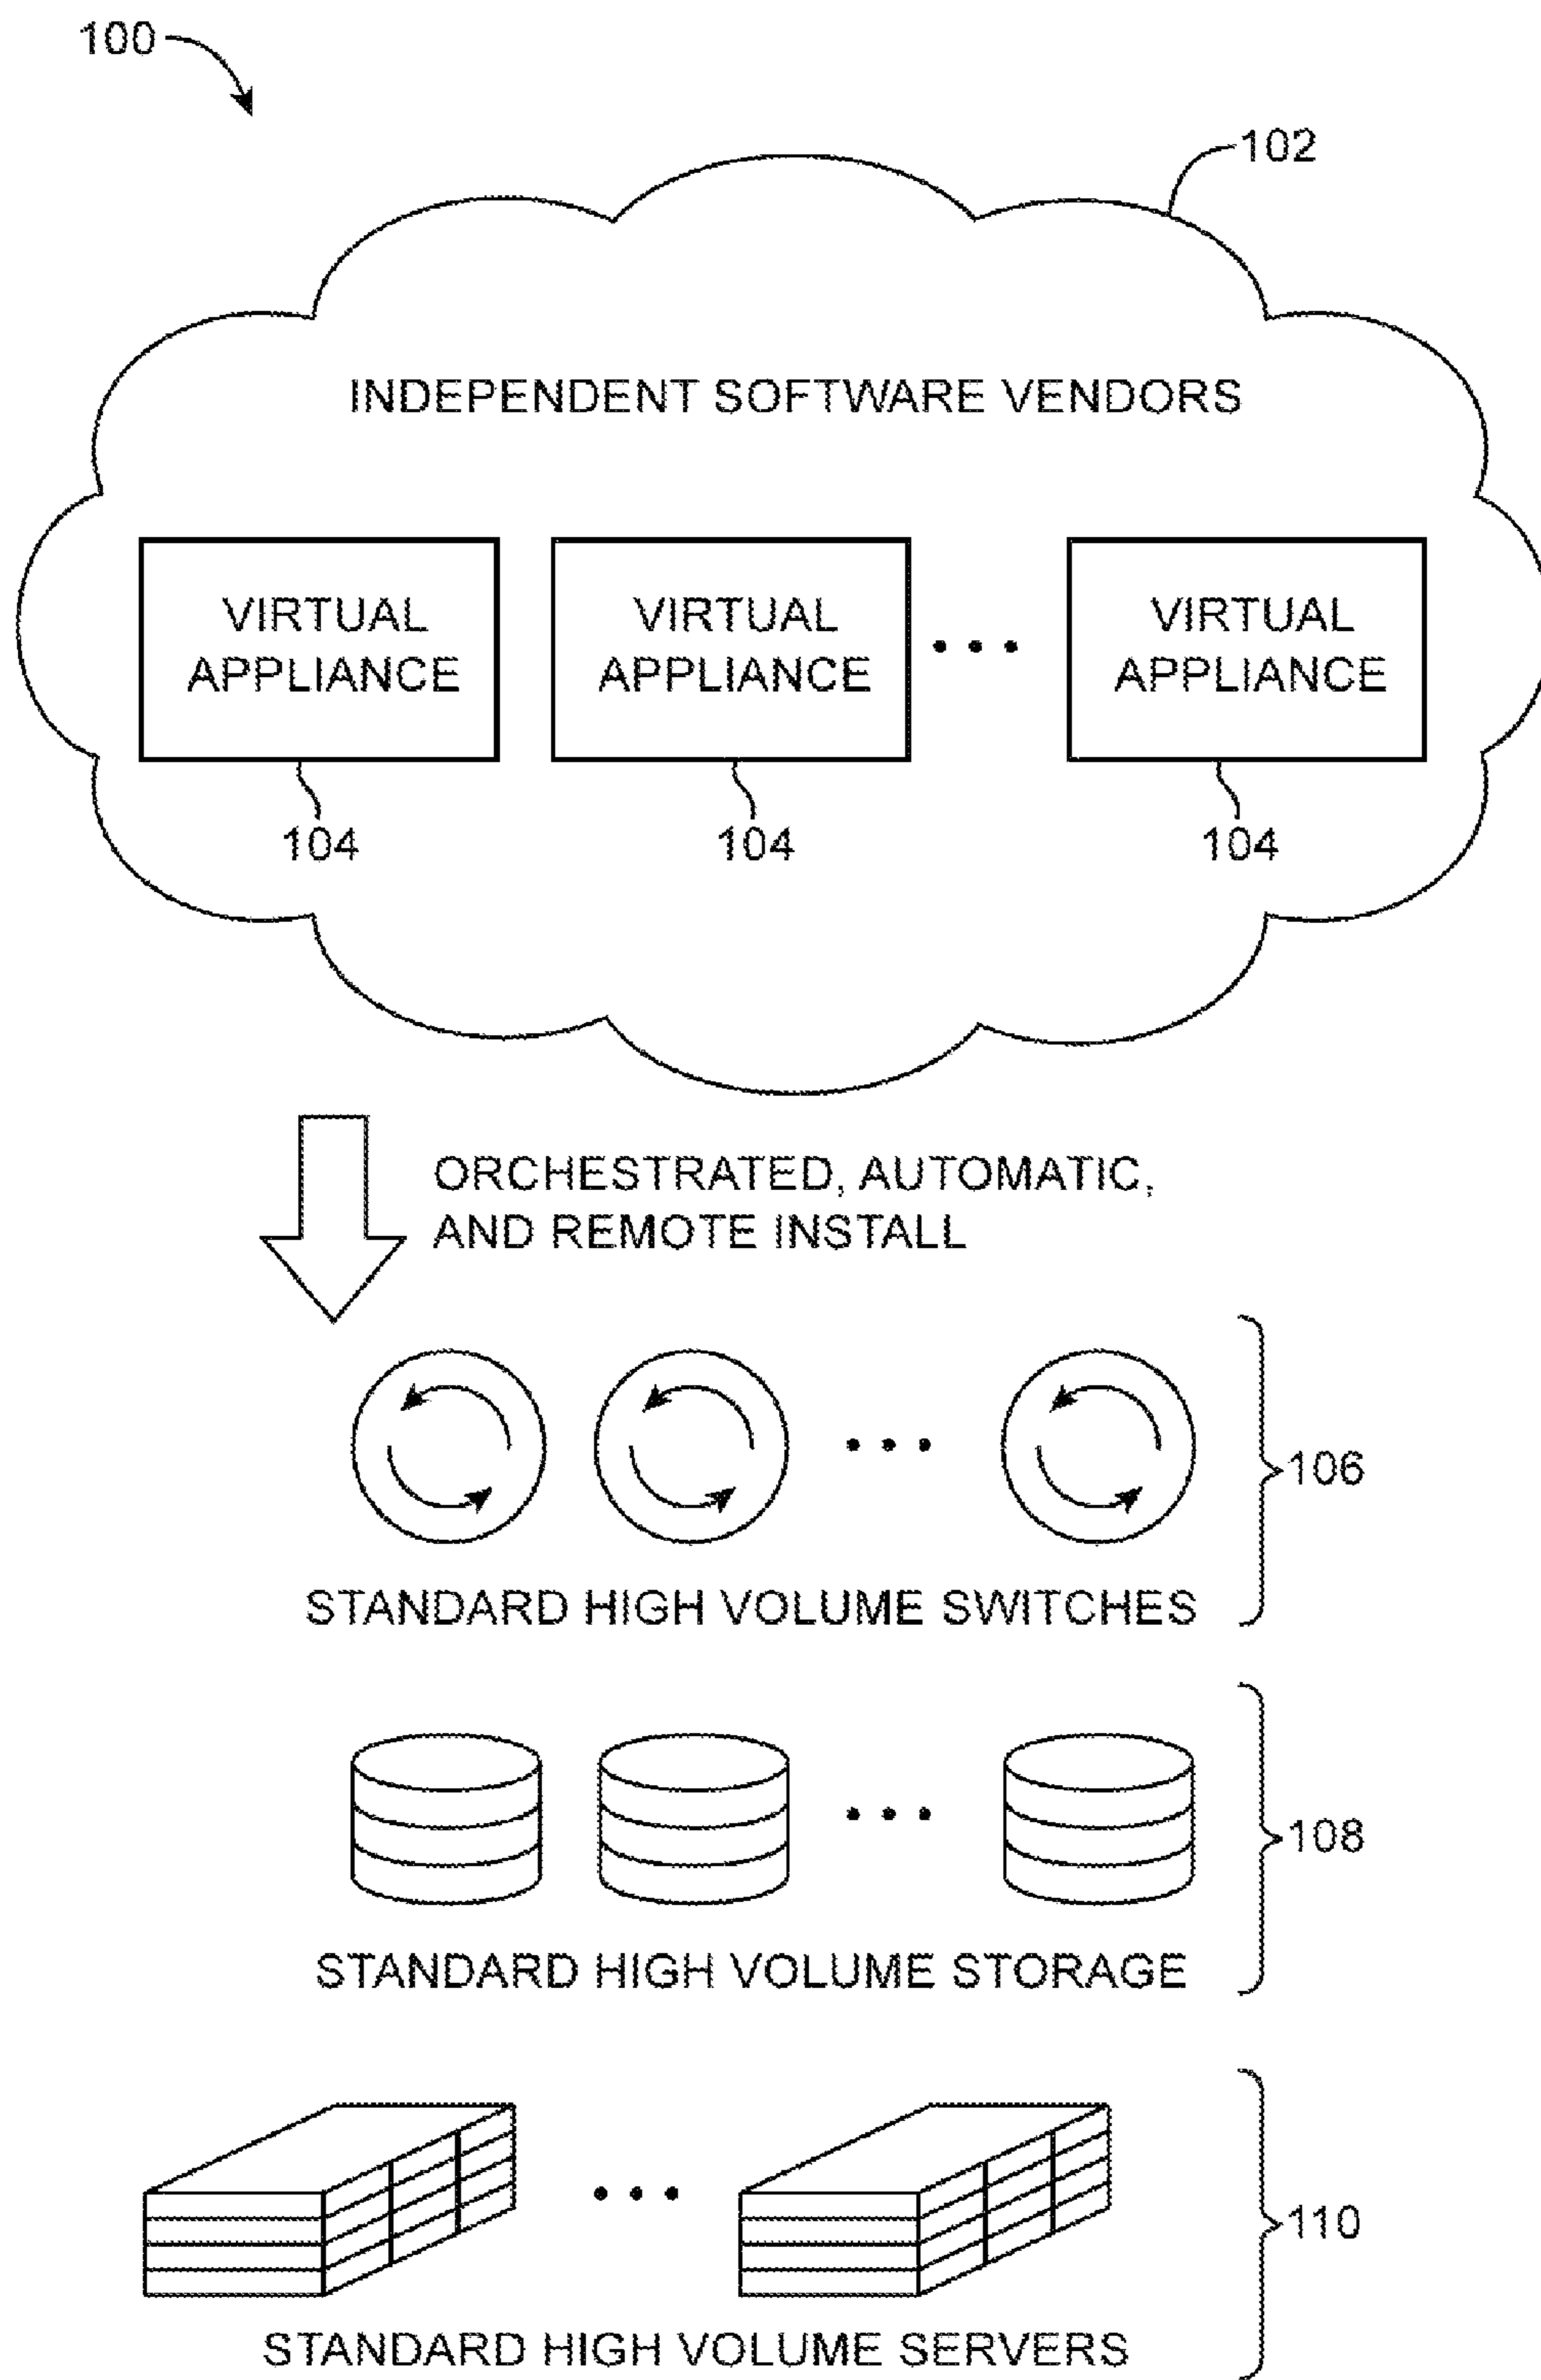 100
102
INDEPENDENT SOFTWARE VENDORS
VIRTUAL APPLIANCE
VIRTUAL APPLIANCE
VIRTUAL APPLIANCE
104
104
104
ORCHESTRATED, AUTOMATIC,
AND REMOTE INSTALL
106
STANDARD HIGH VOLUME SWITCHES
108
STANDARD HIGH VOLUME STORAGE
110
STANDARD HIGH VOLUME SERVERS